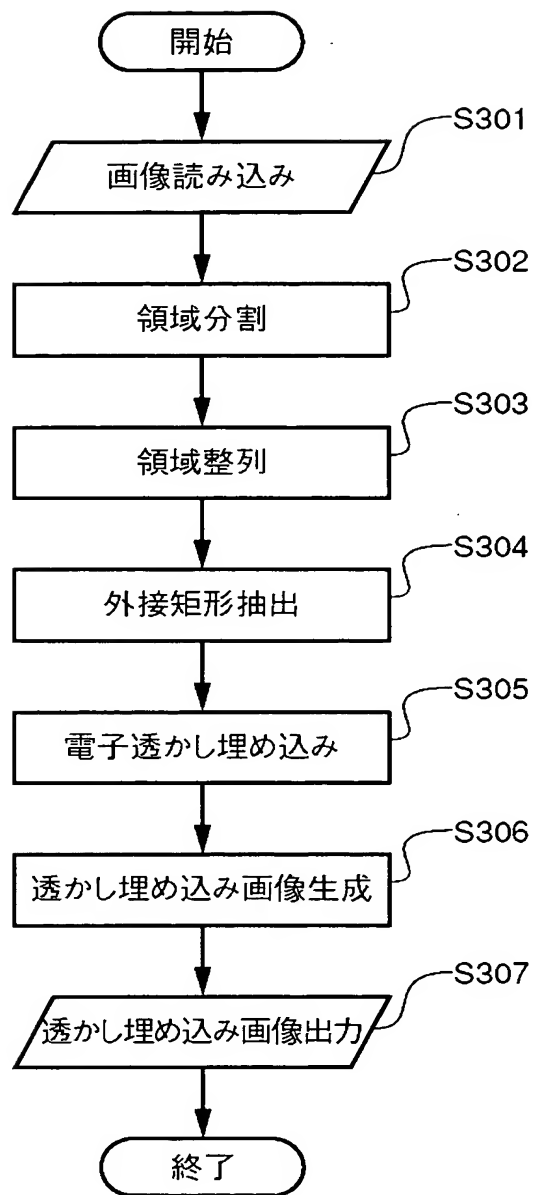 開始
S301
画像読み込み
S302
領域分割
S303
領域整列
S304
外接矩形抽出
S305
電子透かし埋め込み
S306
透かし埋め込み画像生成
S307
透かし埋め込み画像出力
終了